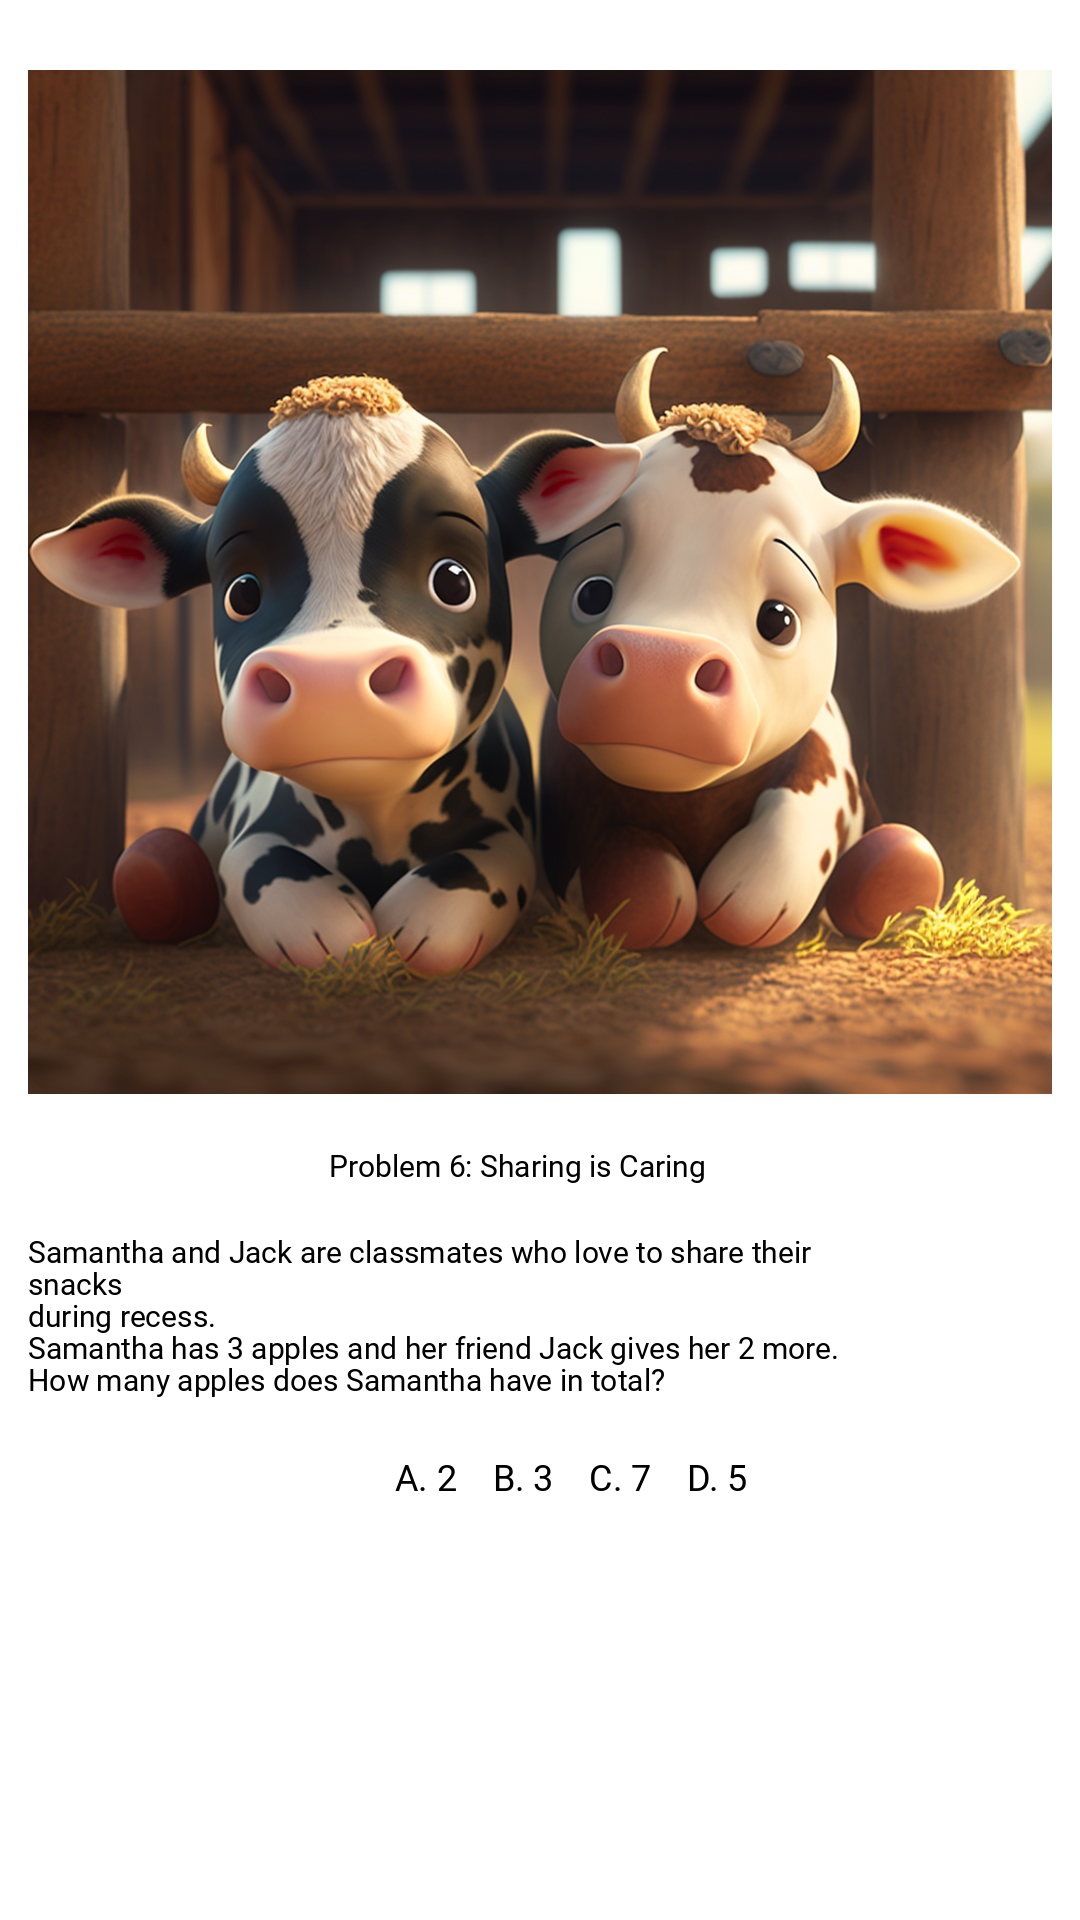 Problem 6: Sharing is Caring
Samantha and Jack are classmates who love to share their
snacks
during recess.
Samantha has 3 apples and her friend Jack gives her 2 more.
How many apples does Samantha have in total?
A. 2 B. 3 C. 7 D. 5